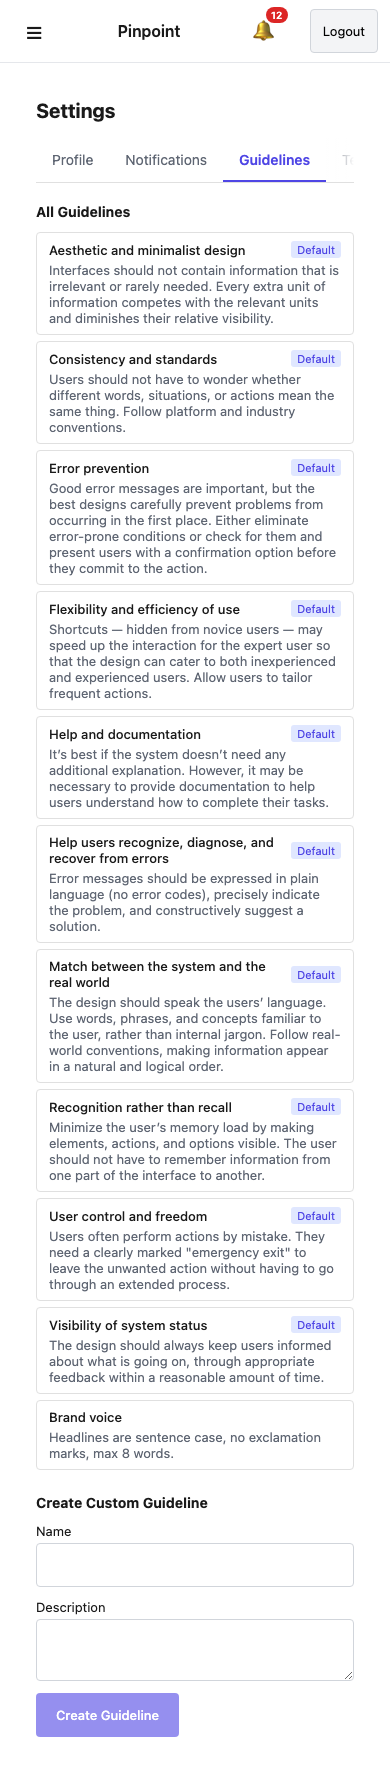 Pinpoint
12
Logout
Settings
Profile
Notifications
Guidelines
All Guidelines
Aesthetic and minimalist design
Default
Interfaces should not contain information that is
irrelevant or rarely needed. Every extra unit of
information competes with the relevant units
and diminishes their relative visibility.
Consistency and standards
Default
Users should not have to wonder whether
different words, situations, or actions mean the
same thing. Follow platform and industry
conventions.
Error prevention
Default
Good error messages are important, but the
best designs carefully prevent problems from
occurring in the first place. Either eliminate
error-prone conditions or check for them and
present users with a confirmation option before
they commit to the action.
Flexibility and efficiency of use
Default
Shortcuts — hidden from novice users — may
speed up the interaction for the expert user so
that the design can cater to both inexperienced
and experienced users. Allow users to tailor
frequent actions.
Help and documentation
Default
It’s best if the system doesn’t need any
additional explanation. However, it may be
necessary to provide documentation to help
users understand how to complete their tasks.
Help users recognize, diagnose, and
recover from errors
Default
Error messages should be expressed in plain
language (no error codes), precisely indicate
the problem, and constructively suggest a
solution.
Match between the system and the
real world
Default
The design should speak the users’ language.
Use words, phrases, and concepts familiar to
the user, rather than internal jargon. Follow real-
world conventions, making information appear
in a natural and logical order.
Recognition rather than recall
Default
Minimize the user’s memory load by making
elements, actions, and options visible. The user
should not have to remember information from
one part of the interface to another.
User control and freedom
Default
Users often perform actions by mistake. They
need a clearly marked "emergency exit" to
leave the unwanted action without having to go
through an extended process.
Visibility of system status
Default
The design should always keep users informed
about what is going on, through appropriate
feedback within a reasonable amount of time.
Brand voice
Headlines are sentence case, no exclamation
marks, max 8 words.
Create Custom Guideline
Name
Description
Create Guideline